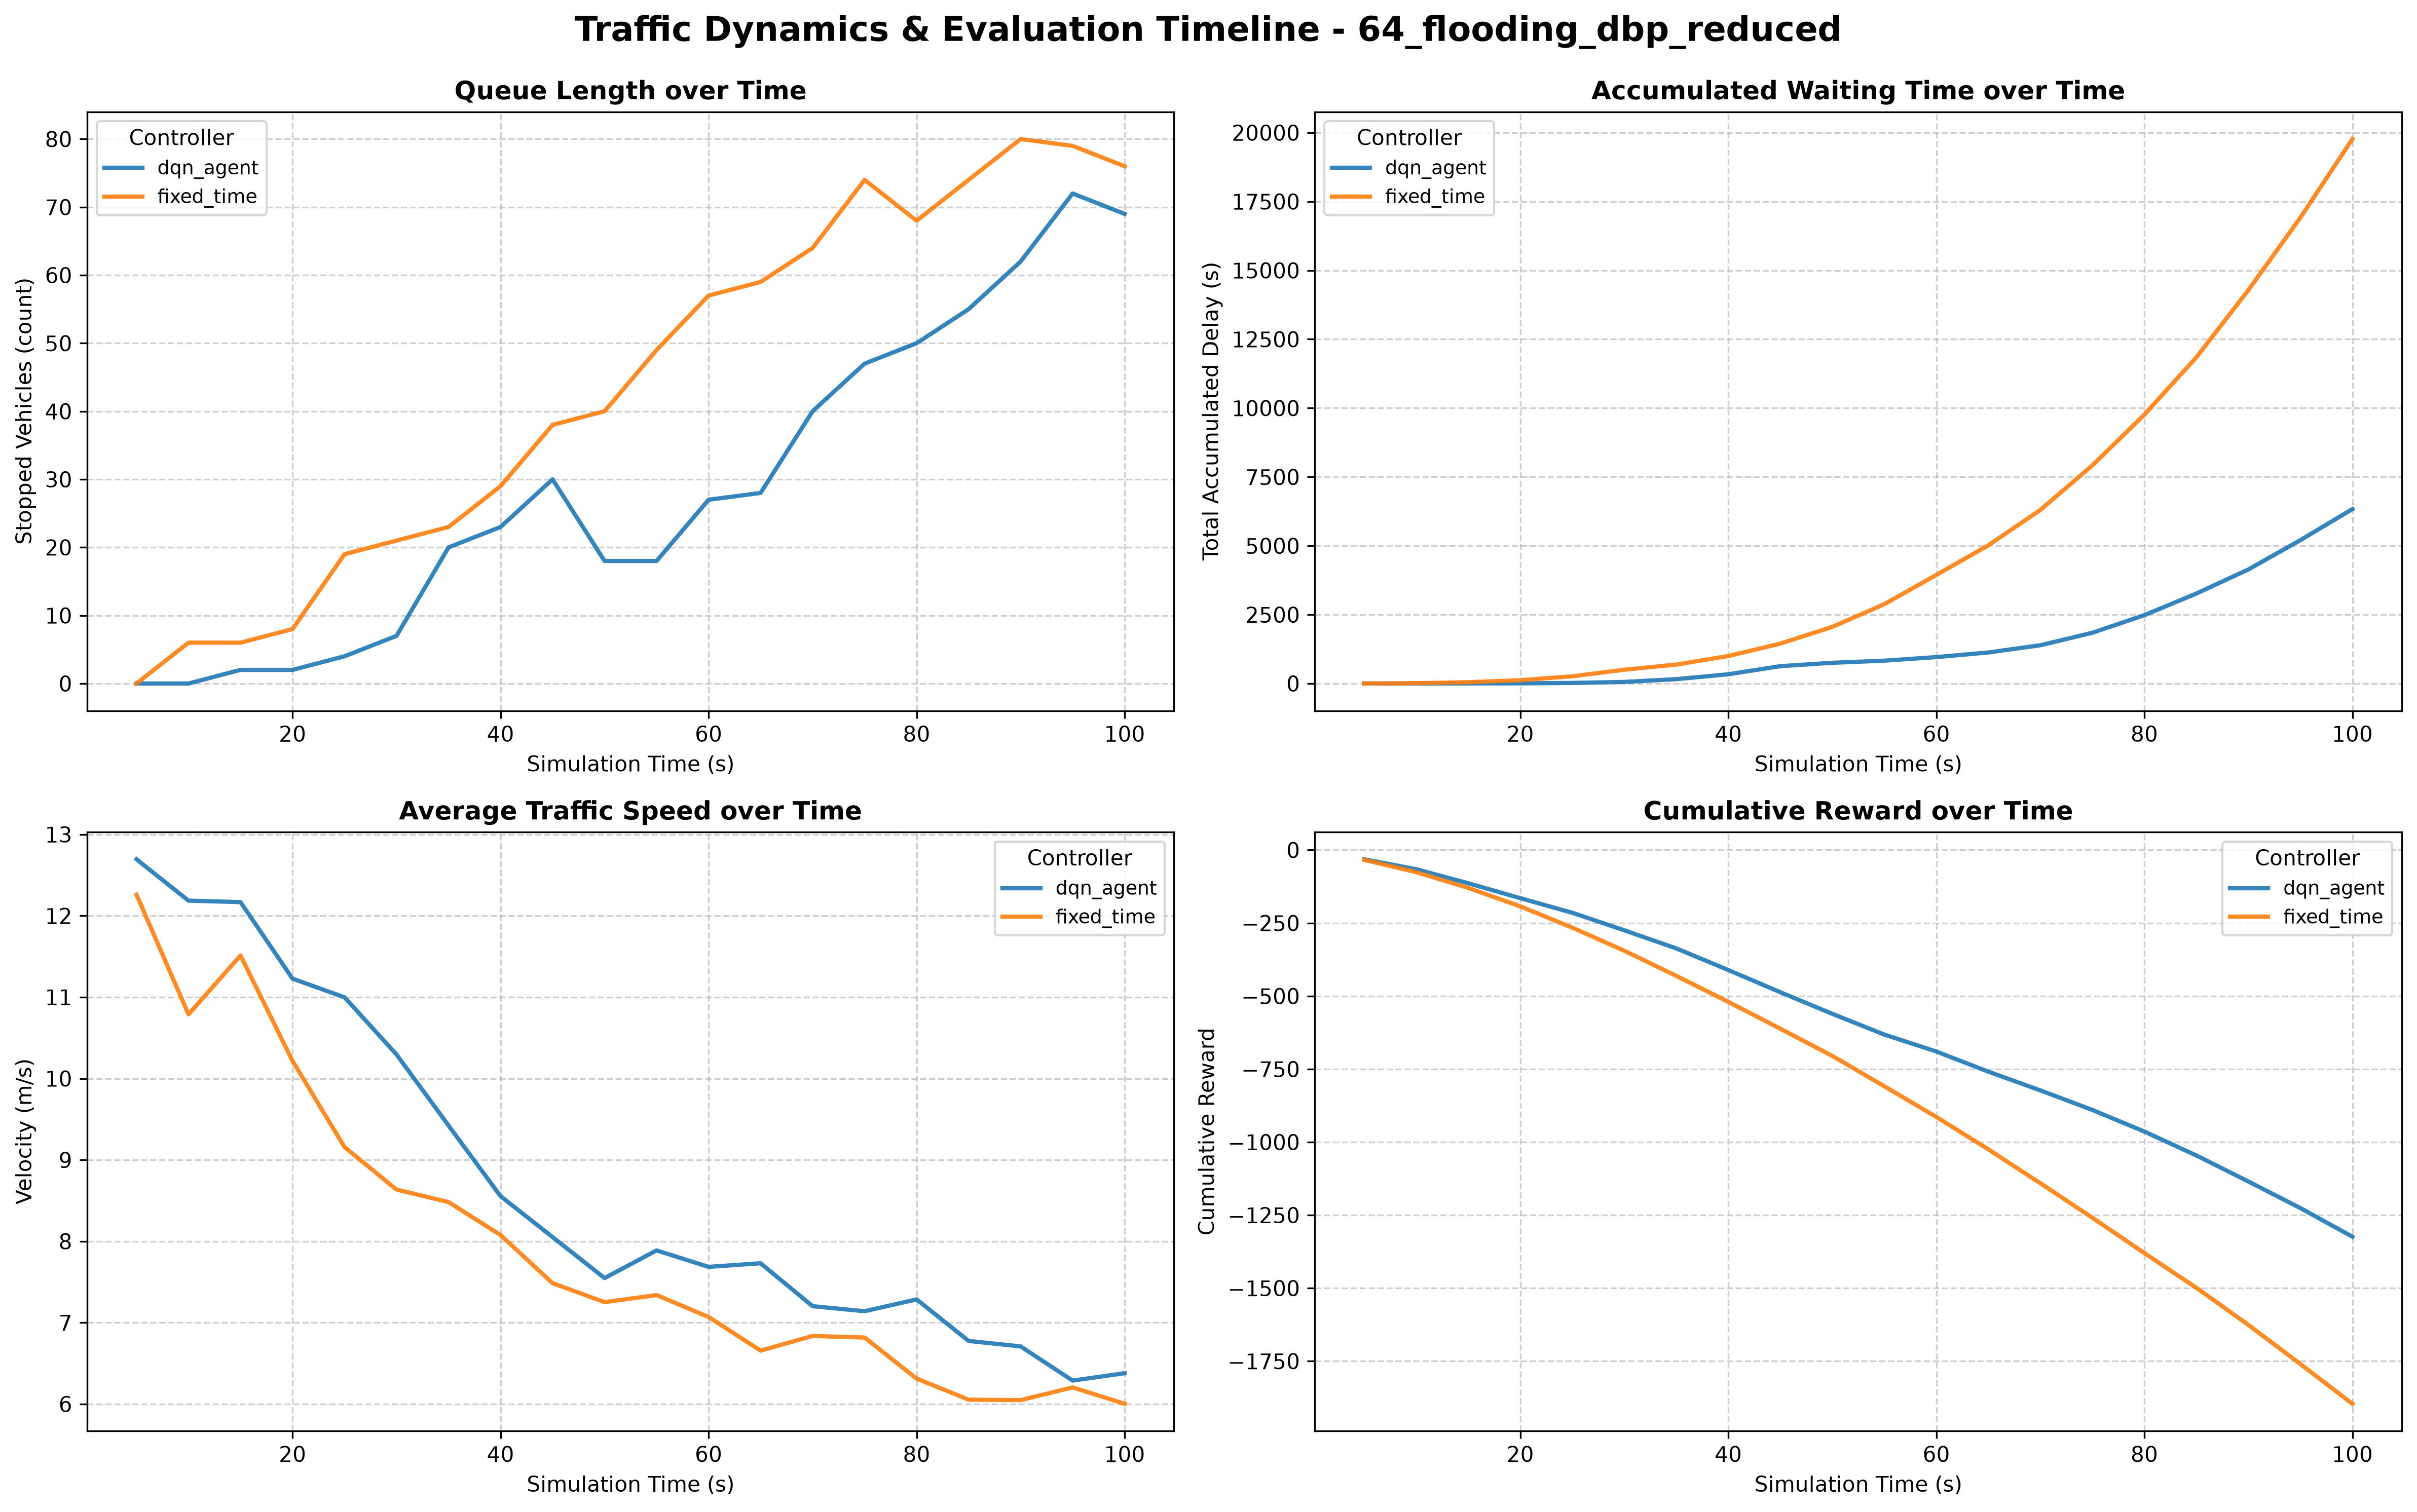 Traffic Dynamics & Evaluation Timeline - 64_flooding_dbp_reduced
Queue Length over Time
Controller
dqn_agent
fixed_time
Stopped Vehicles (count)
80
70
60
50
40
30
20
10
0
20 40 60 80 100
Simulation Time (s)
Accumulated Waiting Time over Time
Controller
dqn_agent
fixed_time
Total Accumulated Delay (s)
20000
17500
15000
12500
10000
7500
5000
2500
0
20 40 60 80 100
Simulation Time (s)
Average Traffic Speed over Time
Controller
dqn_agent
fixed_time
Velocity (m/s)
13
12
11
10
9
8
7
6
20 40 60 80 100
Simulation Time (s)
Cumulative Reward over Time
Controller
dqn_agent
fixed_time
Cumulative Reward
0
−250
−500
−750
−1000
−1250
−1500
−1750
20 40 60 80 100
Simulation Time (s)